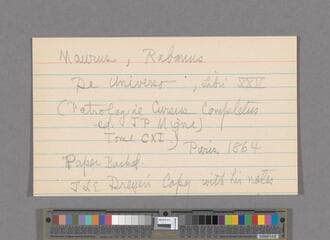 Maurus, Rabanus
De Universo, Libri XXII
(Patrologie Cursus Completus
ed. J P Migne)
Tome CXI.)
Paris 1864
Paper Backed.
J L E Dreyer's Copy with his notes